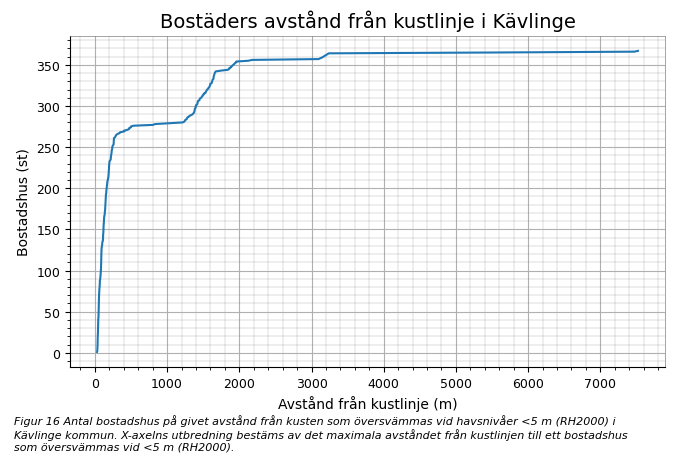 Bostäders avstånd från kustlinje i Kävlinge
Bostadshus (st)
350
300
250
200
150
100
50
0
0 1000 2000 3000 4000 5000 6000 7000
Avstånd från kustlinje (m)
Figur 16 Antal bostadshus på givet avstånd från kusten som översvämmas vid havsnivåer <5 m (RH2000) i
Kävlinge kommun. X-axelns utbredning bestäms av det maximala avståndet från kustlinjen till ett bostadshus
som översvämmas vid <5 m (RH2000).